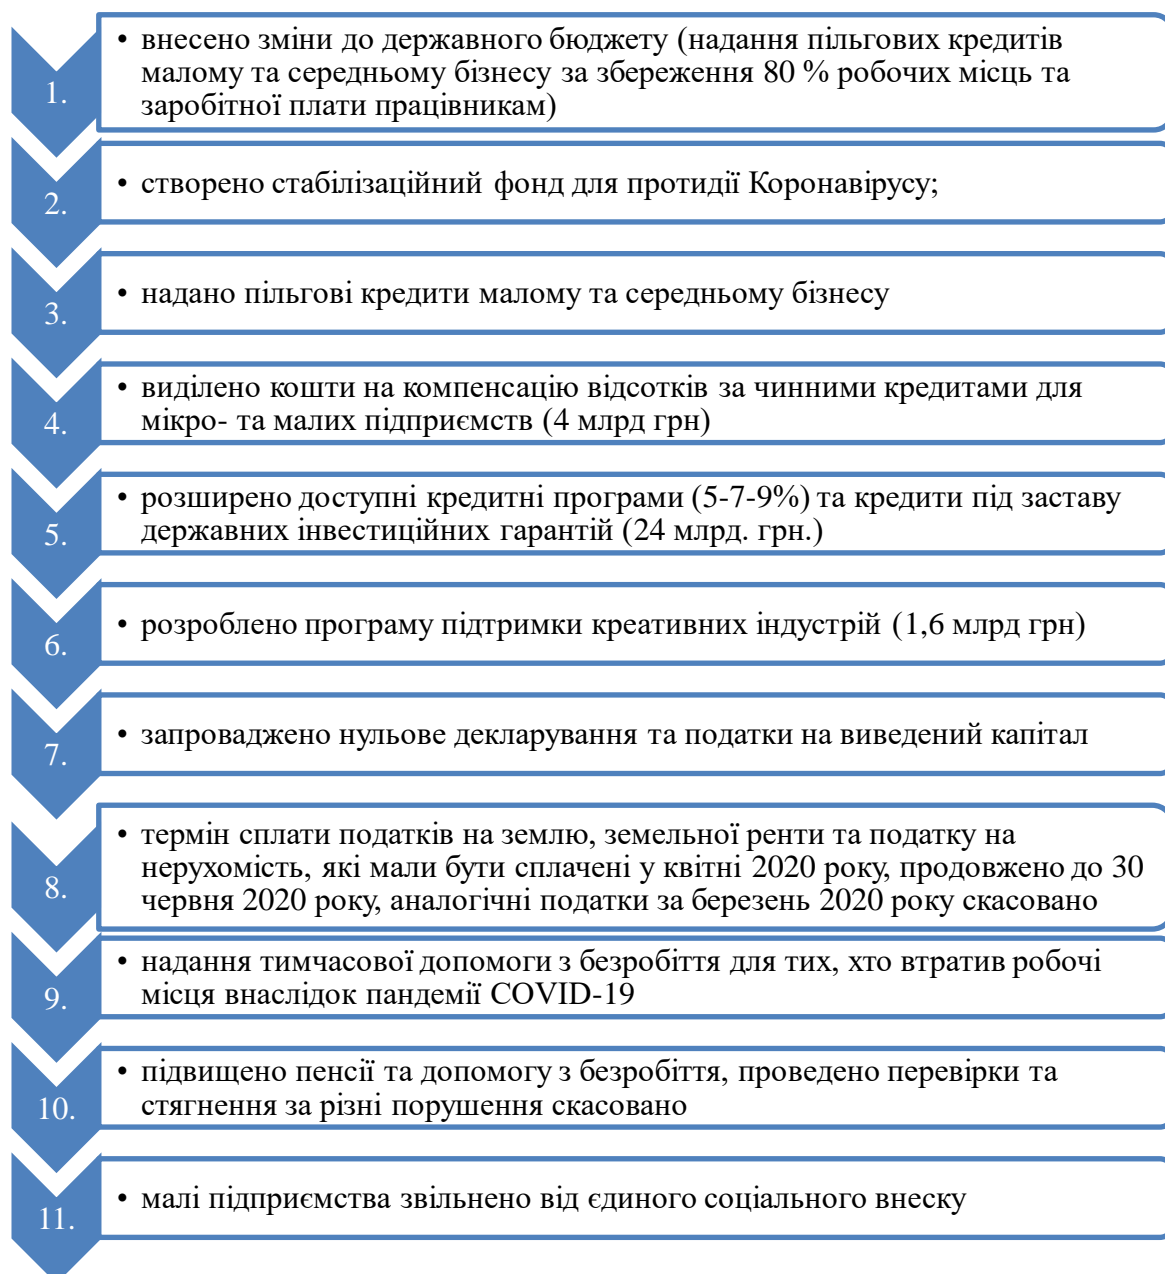 1.
• внесено зміни до державного бюджету (надання пільгових кредитів
малому та середньому бізнесу за збереження 80 % робочих місць та
заробітної плати працівникам)
2.
• створено стабілізаційний фонд для протидії Коронавірусу;
3.
• надано пільгові кредити малому та середньому бізнесу
4.
• виділено кошти на компенсацію відсотків за чинними кредитами для
мікро- та малих підприємств (4 млрд грн)
5.
• розширено доступні кредитні програми (5-7-9%) та кредити під заставу
державних інвестиційних гарантій (24 млрд. грн.)
6.
• розроблено програму підтримки креативних індустрій (1,6 млрд грн)
7.
• запроваджено нульове декларування та податки на виведений капітал
8.
• термін сплати податків на землю, земельної ренти та податку на
нерухомість, які мали бути сплачені у квітні 2020 року, продовжено до 30
червня 2020 року, аналогічні податки за березень 2020 року скасовано
9.
• надання тимчасової допомоги з безробіття для тих, хто втратив робочі
місця внаслідок пандемії COVID-19
10.
• підвищено пенсії та допомогу з безробіття, проведено перевірки та
стягнення за різні порушення скасовано
11.
• малі підприємства звільнено від єдиного соціального внеску